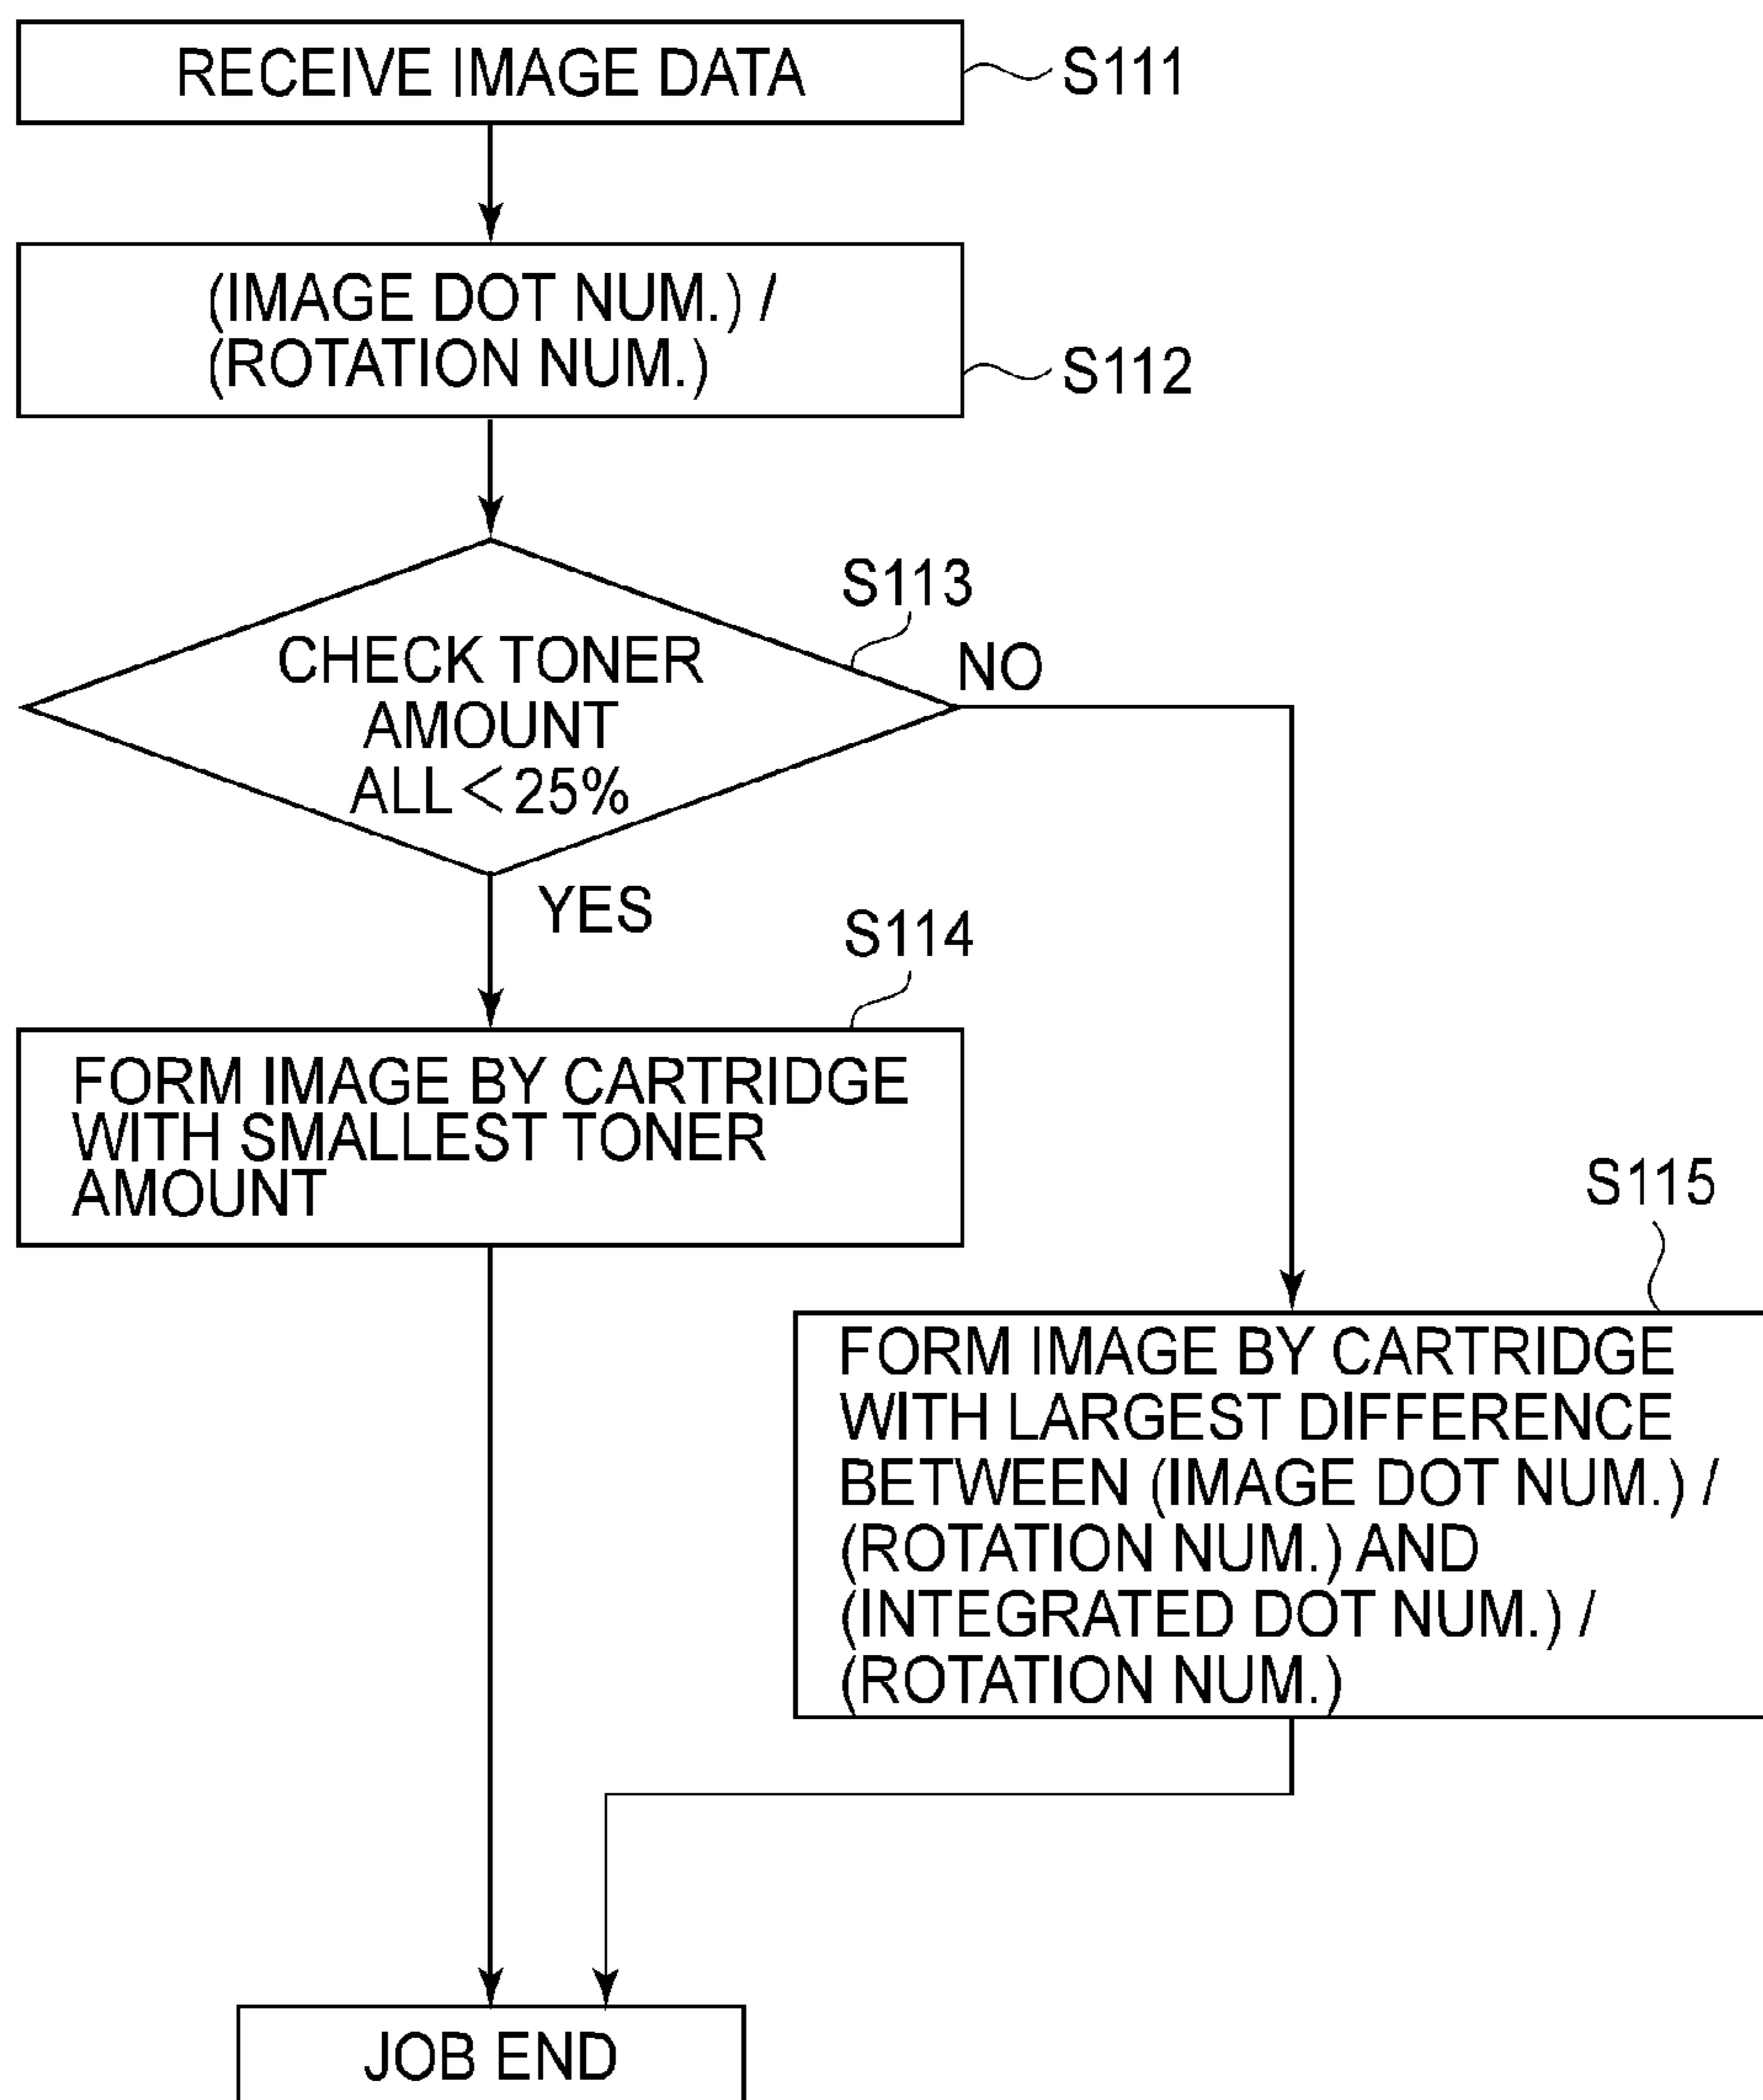 RECEIVE IMAGE DATA
S111
(IMAGE DOT NUM.) /
(ROTATION NUM.)
S112
S113
CHECK TONER
AMOUNT
ALL<25%
NO
YES
S114
FORM IMAGE BY CARTRIDGE
WITH SMALLEST TONER
AMOUNT
S115
FORM IMAGE BY CARTRIDGE
WITH LARGEST DIFFERENCE
BETWEEN (IMAGE DOT NUM.) /
(ROTATION NUM.) AND
(INTEGRATED DOT NUM.) /
(ROTATION NUM.)
JOB END